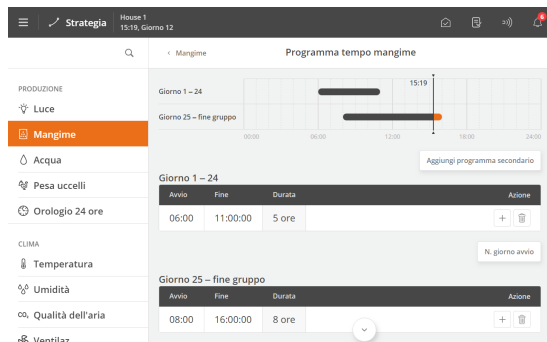 Strategia
House 1
15:19, Giorno 12
6
Mangime
Programma tempo mangime
PRODUZIONE
Luce
Mangime
Acqua
Pesa uccelli
Orologio 24 ore
CLIMA
Temperatura
Umidità
CO₂ Qualità dell'aria
Ventilaz
15:19
Giorno 1 – 24
Giorno 25 – fine gruppo
00:00 06:00 12:00 18:00 24:00
Aggiungi programma secondario
Giorno 1 – 24
Avvio Fine Durata Azione
06:00 11:00:00 5 ore
N. giorno avvio
Giorno 25 – fine gruppo
Avvio Fine Durata Azione
08:00 16:00:00 8 ore